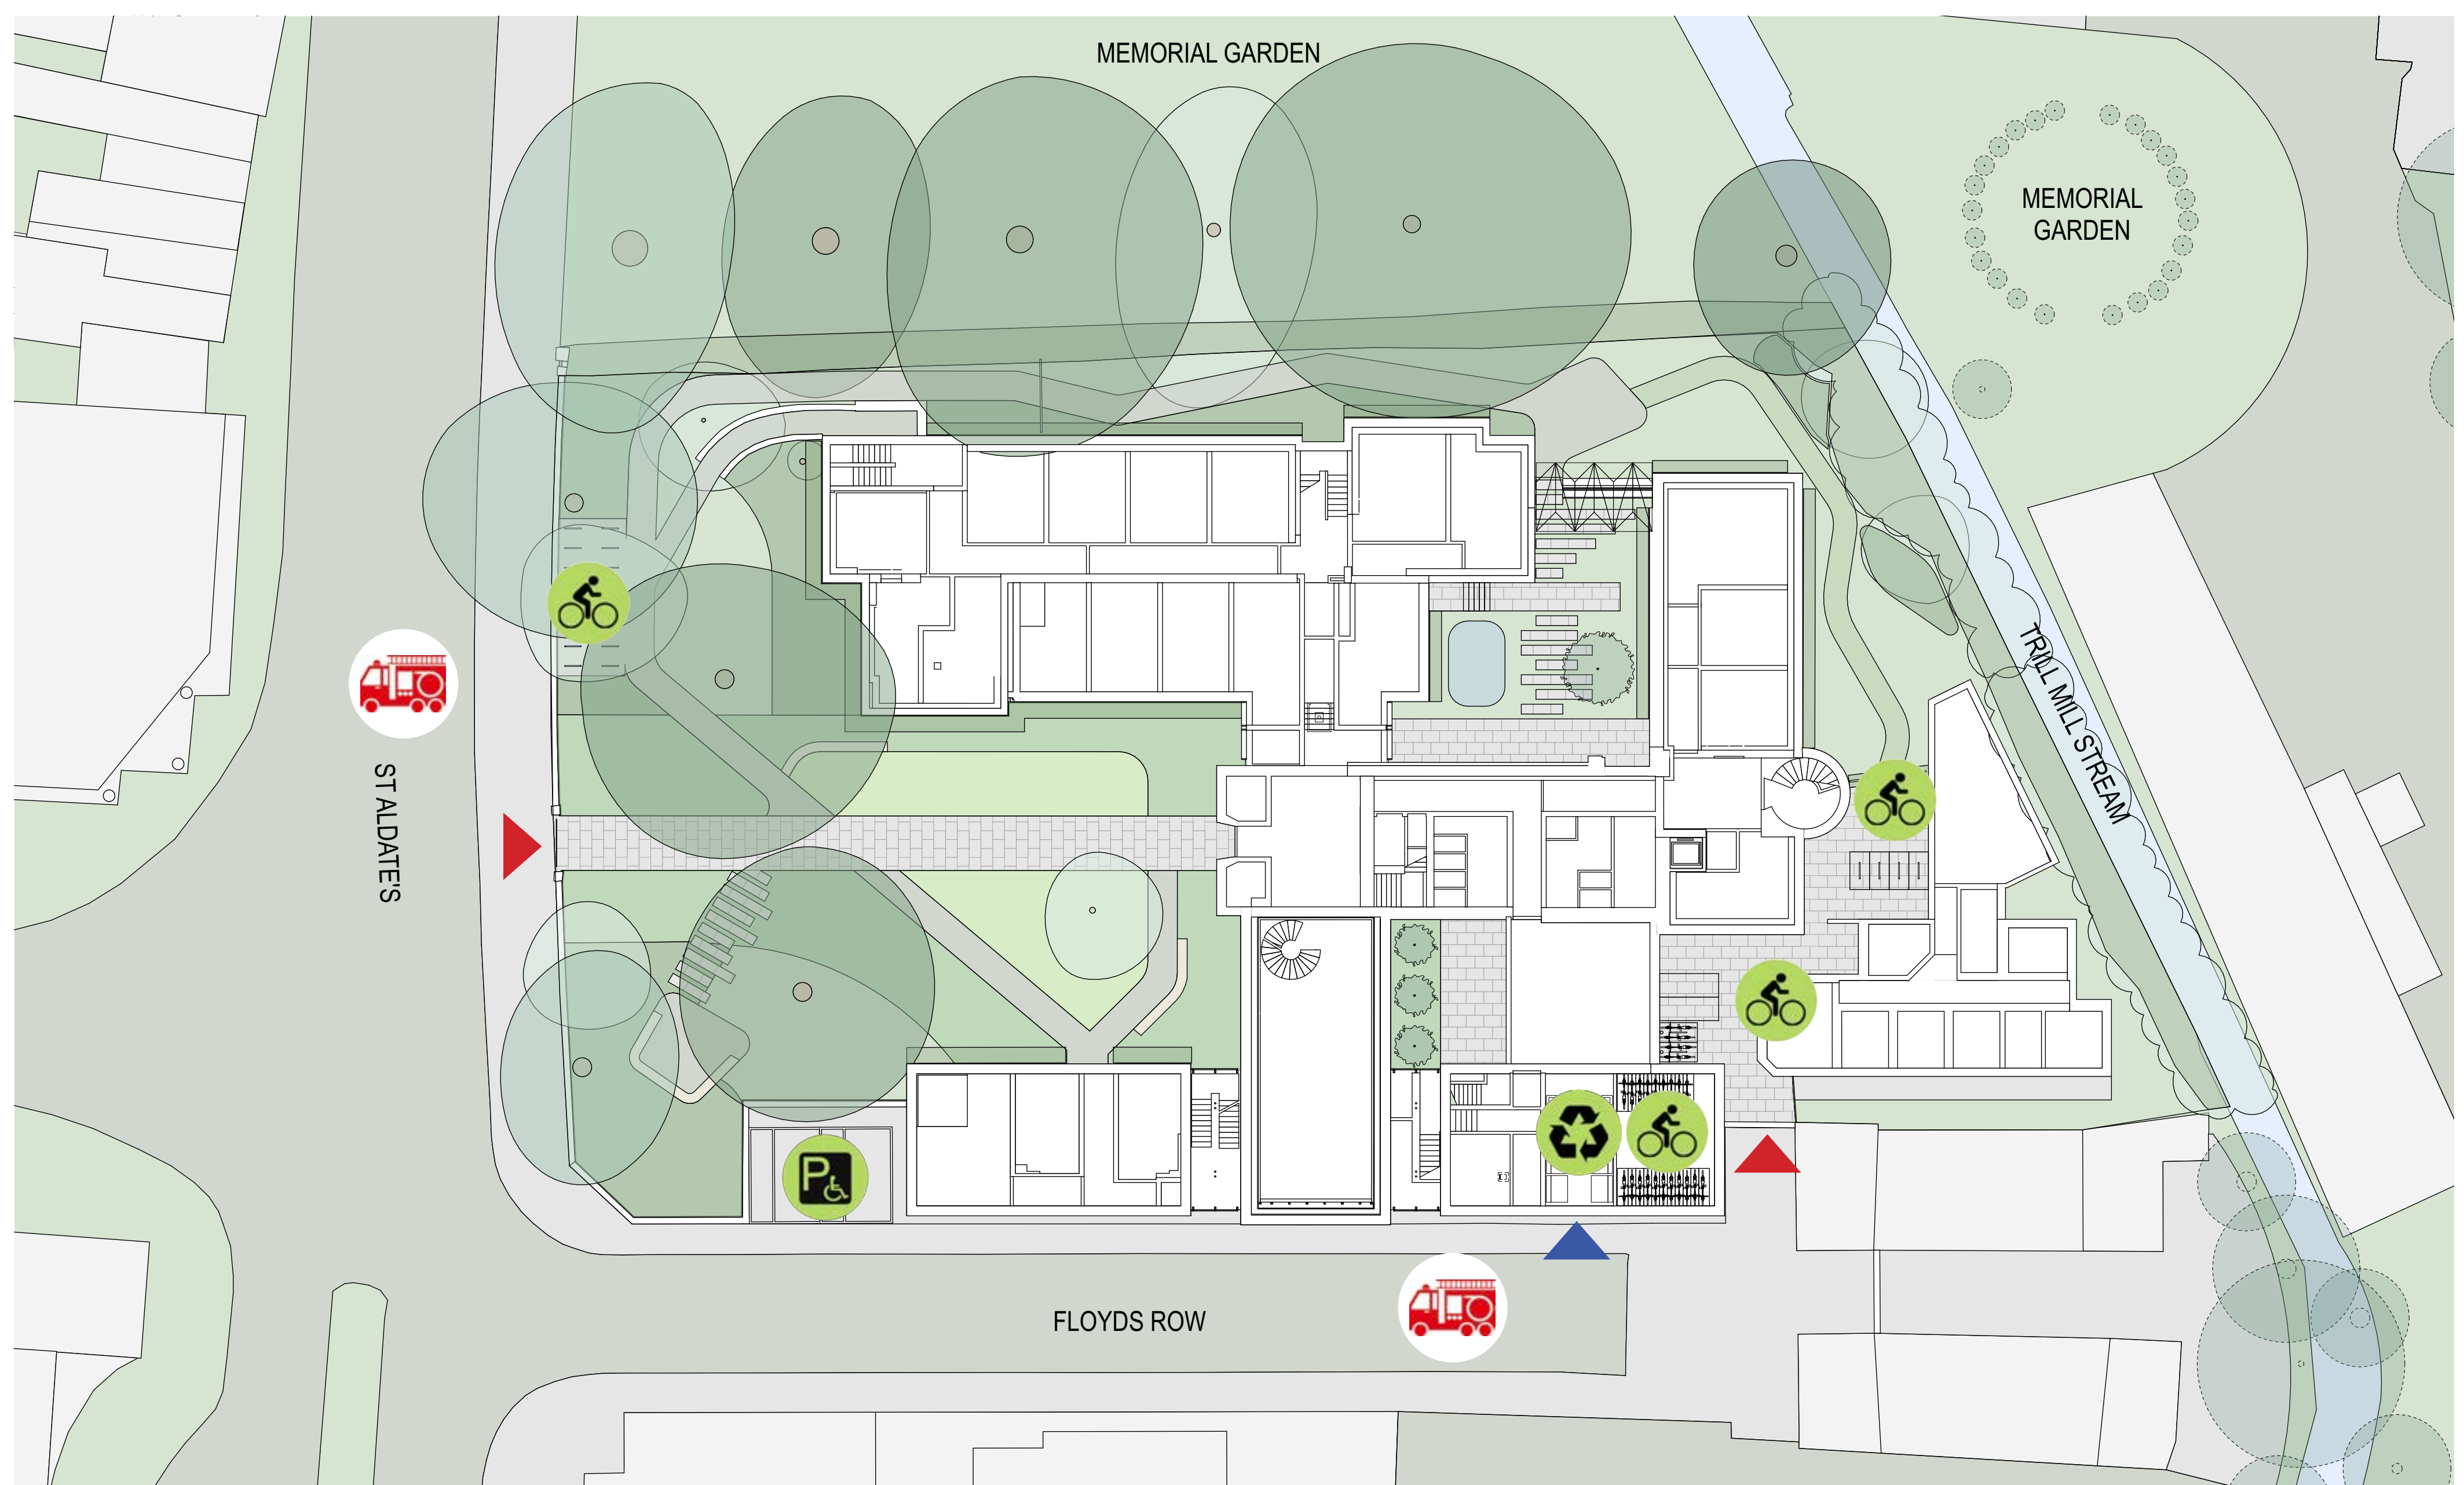 MEMORIAL GARDEN
MEMORIAL
GARDEN
TRILL MILL STREAM
ST ALDATE'S
P
FLOYDS ROW